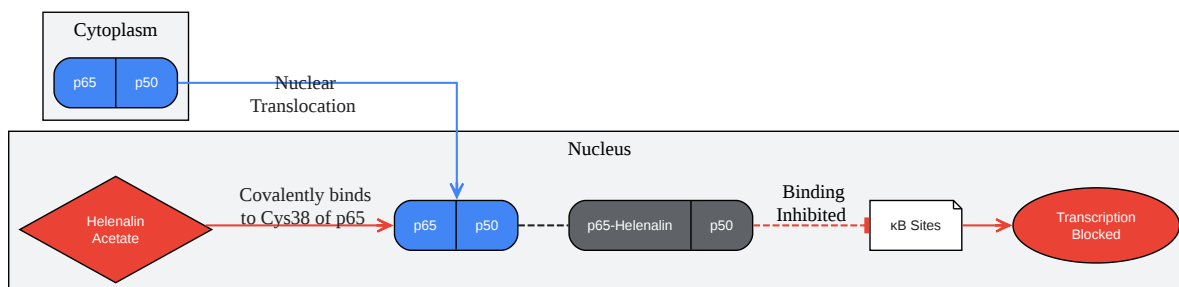 Cytoplasm
p65 p50
Nuclear
Translocation
Nucleus
Helenalin
Acetate
Covalently binds
to Cys38 of p65
p65 p50
p65-Helenalin p50
Binding
Inhibited
κB Sites
Transcription
Blocked